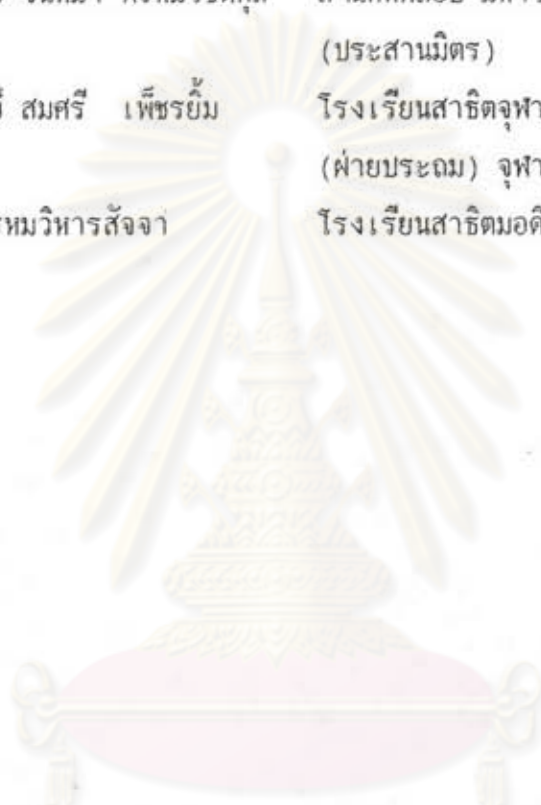 (ประสานมิตร)
สมศรี เพ็ชรยิ้ม โรงเรียนสาธิตจุฬา
(ฝ่ายประถม) จุฬา
หมวิหารสัจจา โรงเรียนสาธิตมอดิ